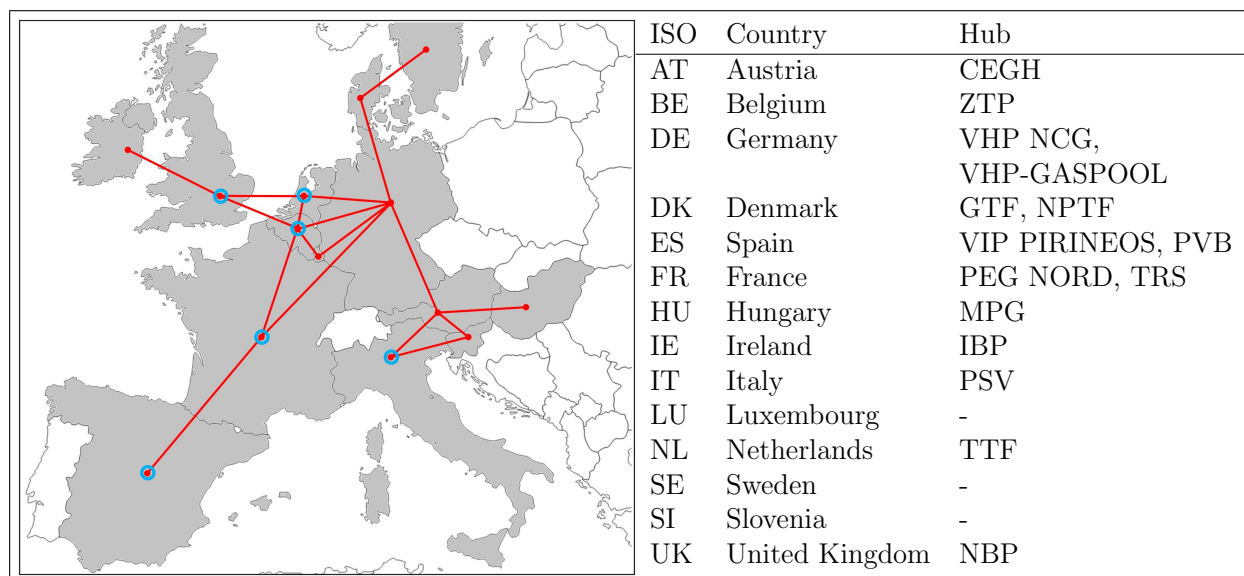 ISO Country Hub
AT Austria CEGH
BE Belgium ZTP
DE Germany VHP NCG,
VHP-GASPOOL
DK Denmark GTF, NPTF
ES Spain VIP PIRINEOS, PVB
FR France PEG NORD, TRS
HU Hungary MPG
IE Ireland IBP
IT Italy PSV
LU Luxembourg -
NL Netherlands TTF
SE Sweden -
SI Slovenia -
UK United Kingdom NBP